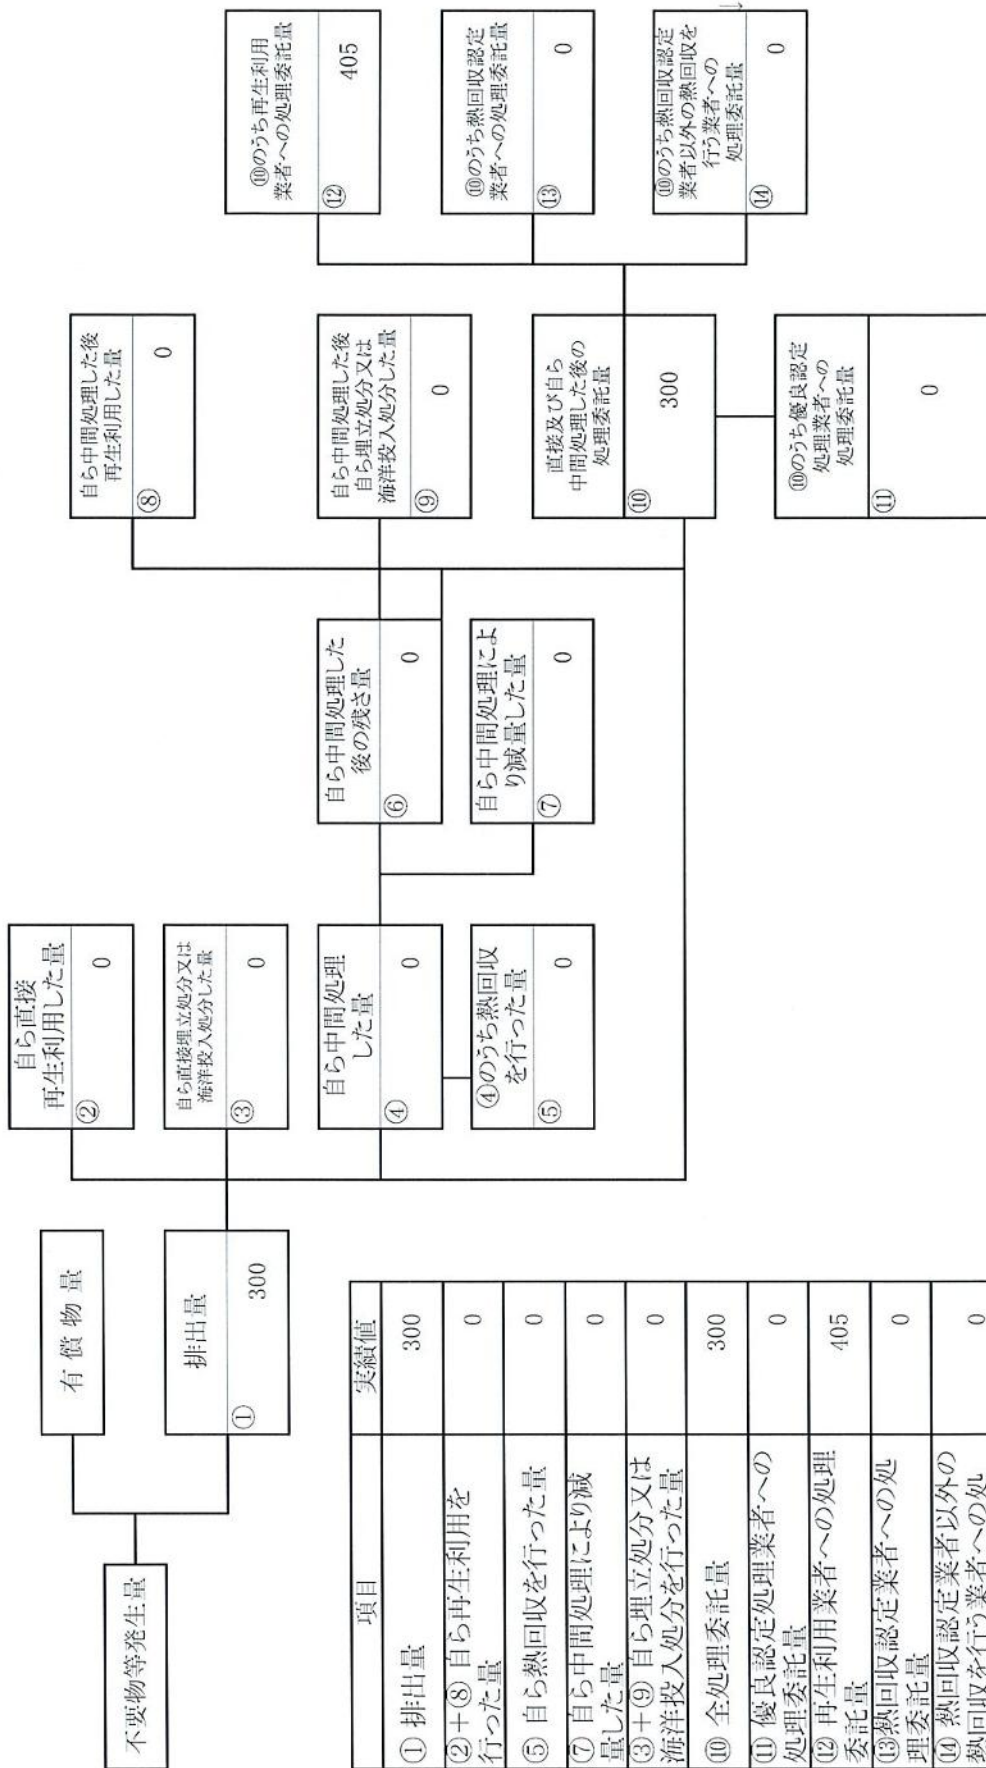 不要物等発生量
有 償 物 量
排出量
①
300
自ら直接
再生利用した量
②
0
自ら直接埋立処分又は
海洋投入処分した量
③
0
自ら中間処理
した量
④
0
④のうち熱回収
を行った量
⑤
0
自ら中間処理した
後の残さ量
⑥
0
自ら中間処理によ
り減量した量
⑦
0
自ら中間処理した後
再生利用した量
⑧
0
自ら中間処理した後
自ら埋立処分又は
海洋投入処分した量
⑨
0
直接及び自ら
中間処理した後の
処理委託量
⑩
300
⑩のうち優良認定
処理業者への
処理委託量
⑪
0
⑩のうち再生利用
業者への処理委託量
⑫
405
⑩のうち熱回収認定
業者への処理委託量
⑬
0
⑩のうち熱回収認定
業者以外の熱回収を
行う業者への
処理委託量
⑭
0
項目 実績値
① 排出量 300
②+⑧ 自ら再生利用を
行った量 0
⑤ 自ら熱回収を行った量 0
⑦ 自ら中間処理により減
量した量 0
③+⑨ 自ら埋立処分又は
海洋投入処分を行った量 0
⑩ 全処理委託量 300
⑪ 優良認定処理業者への
処理委託量 0
⑫ 再生利用業者への処理
委託量 405
⑬熱回収認定業者への処
理委託量 0
⑭ 熱回収認定業者以外の
熱回収を行う業者への処 0